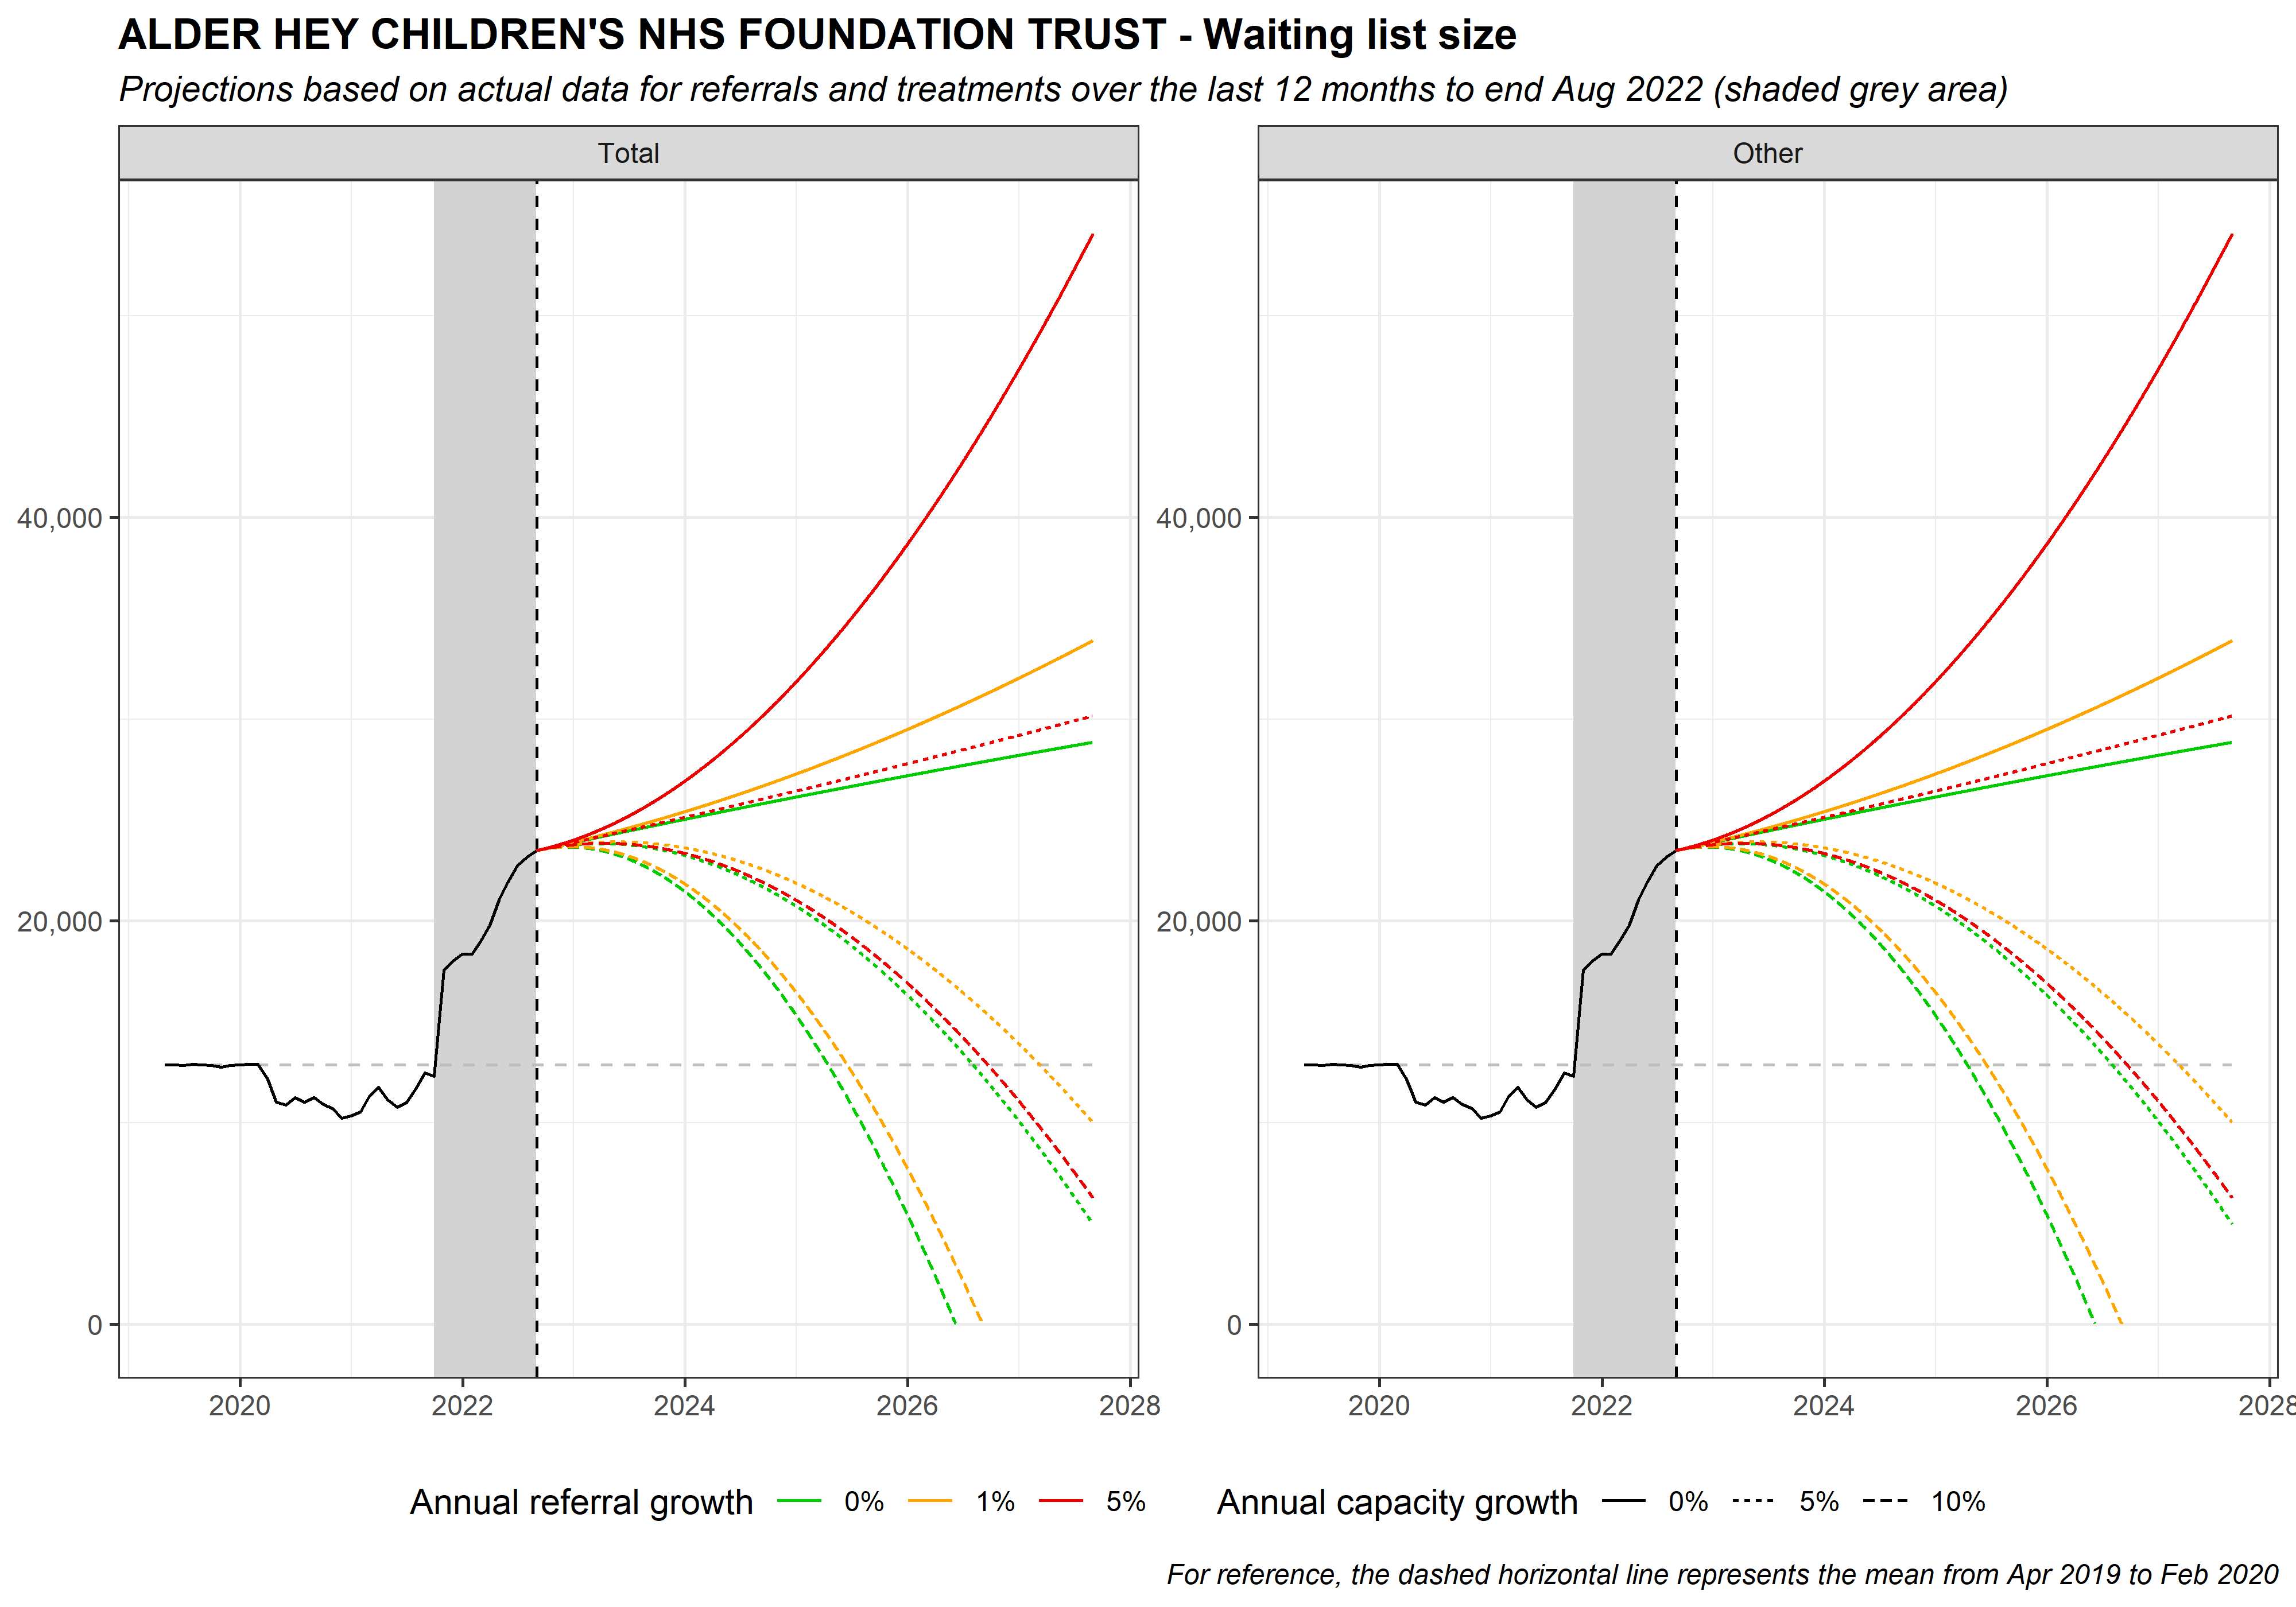 ALDER HEY CHILDREN'S NHS FOUNDATION TRUST - Waiting list size
Projections based on actual data for referrals and treatments over the last 12 months to end Aug 2022 (shaded grey area)
Total
Other
40,000
20,000
0
40,000
20,000
0
2020 2022 2024 2026 2028
2020 2022 2024 2026 2028
Annual referral growth 0% 1% 5%
Annual capacity growth 0% 5% 10%
For reference, the dashed horizontal line represents the mean from Apr 2019 to Feb 2020